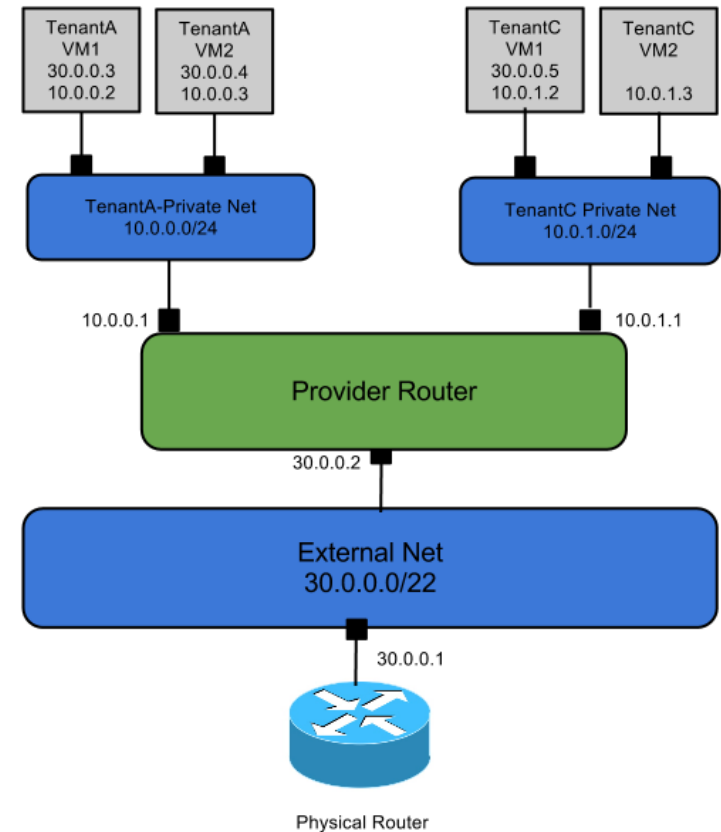 TenantA
VM1
30.0.0.3
10.0.0.2
TenantA
VM2
30.0.0.4
10.0.0.3
TenantC
VM1
30.0.0.5
10.0.1.2
TenantC
VM2
10.0.1.3
TenantA-Private Net
10.0.0.0/24
TenantC Private Net
10.0.1.0/24
10.0.0.1
10.0.1.1
Provider Router
30.0.0.2
External Net
30.0.0.0/22
30.0.0.1
Physical Router